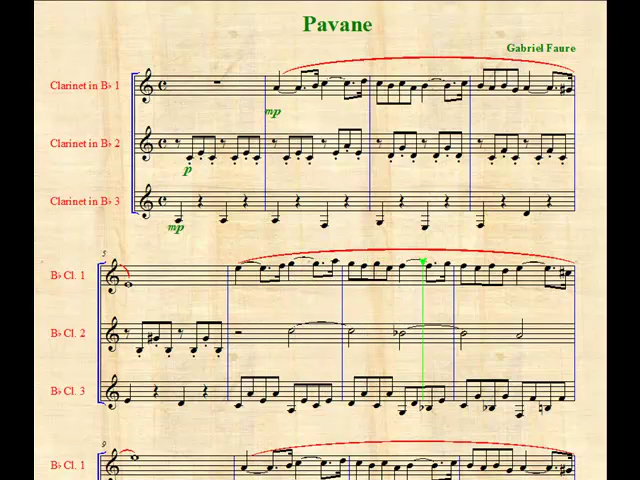 Pavane
Gabriel Faure
Clarinet in B♭ 1
mp
Clarinet in B♭ 2
p
Clarinet in B♭ 3
mp
5
B♭ Cl. 1
B♭ Cl. 2
B♭ Cl. 3
9
B♭ Cl. 1